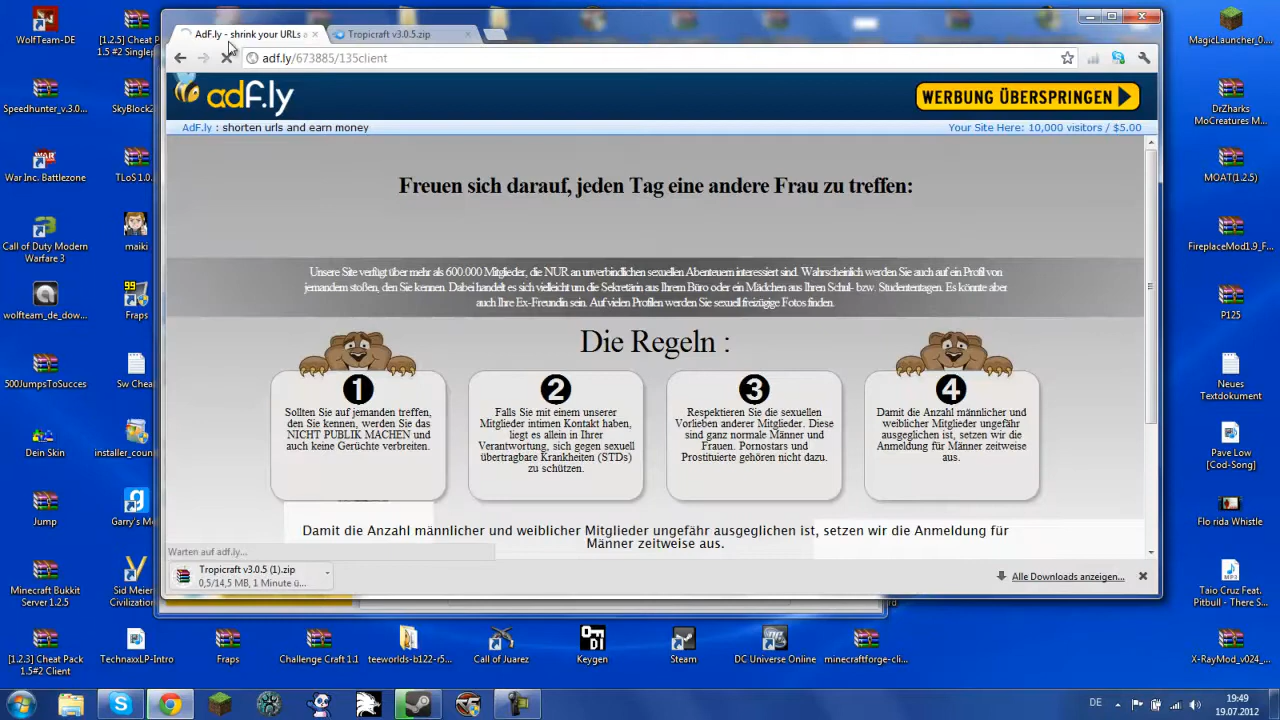 WolfTeam-DE
[1.2.5] Cheat P
1.5 #2 Singlep
AdF.ly - shrink your URLs a
Tropicraft v3.0.5.zip
MagicLauncher_0....
adf.ly/673885/135client
adf.ly
WERBUNG ÜBERSPRINGEN
Speedhunter_v.3.0...
SkyBlock2
AdF.ly : shorten urls and earn money
Your Site Here: 10,000 visitors / $5.00
DrZharks
MoCreatures M...
War Inc. Battlezone
TLoS 1.0.
Freuen sich darauf, jeden Tag eine andere Frau zu treffen:
MOAT(1.2.5)
Call of Duty Modern
Warfare 3
maiki
FireplaceMod1.9_F...
Unsere Site verfügt über mehr als 600.000 Mitglieder, die NUR an unverbindlichen sexuellen Abenteuern interessiert sind. Wahrscheinlich werden Sie auch auf ein Profil von
jemandem stoßen, den Sie kennen. Dabei handelt es sich vielleicht um die Sekretärin aus Ihrem Büro oder ein Mädchen aus Ihren Schul- bzw. Studententagen. Es könnte aber
auch Ihre Ex-Freundin sein. Auf vielen Profilen werden Sie sexuell freizügige Fotos finden.
wolfteam_de_dow...
99
Fraps
P125
Die Regeln :
500JumpsToSucces
Sw Chea
Neues
Textdokument
1
Sollten Sie auf jemanden treffen,
den Sie kennen, werden Sie das
NICHT PUBLIK MACHEN und
auch keine Gerüchte verbreiten.
2
Falls Sie mit einem unserer
Mitglieder intimen Kontakt haben,
liegt es allein in Ihrer
Verantwortung, sich gegen sexuell
übertragbare Krankheiten (STDs)
zu schützen.
3
Respektieren Sie die sexuellen
Vorlieben anderer Mitglieder. Diese
sind ganz normale Männer und
Frauen. Pornostars und
Prostituierte gehören nicht dazu.
4
Damit die Anzahl männlicher und
weiblicher Mitglieder ungefähr
ausgeglichen ist, setzen wir die
Anmeldung für Männer zeitweise
aus.
Dein Skin
installer_count
Pave Low
[Cod-Song]
Jump
Garry's M
Flo rida Whistle
Damit die Anzahl männlicher und weiblicher Mitglieder ungefähr ausgeglichen ist, setzen wir die Anmeldung für
Männer zeitweise aus.
Warten auf adf.ly...
Tropicraft v3.0.5 (1).zip
0,5/14,5 MB, 1 Minute ü...
Alle Downloads anzeigen...
Minecraft Bukkit
Server 1.2.5
Sid Meier
Civilization
MP3
Taio Cruz Feat.
Pitbull - There S...
[1.2.3] Cheat Pack
1.5#2 Client
TechnaxxLP-Intro
Fraps
Challenge Craft 1.1
teeworlds-b122-r5...
Call of Juarez
Keygen
Steam
DC Universe Online
minecraftforge-cli...
X-RayMod_v024_...
DE
19:49
19.07.2012